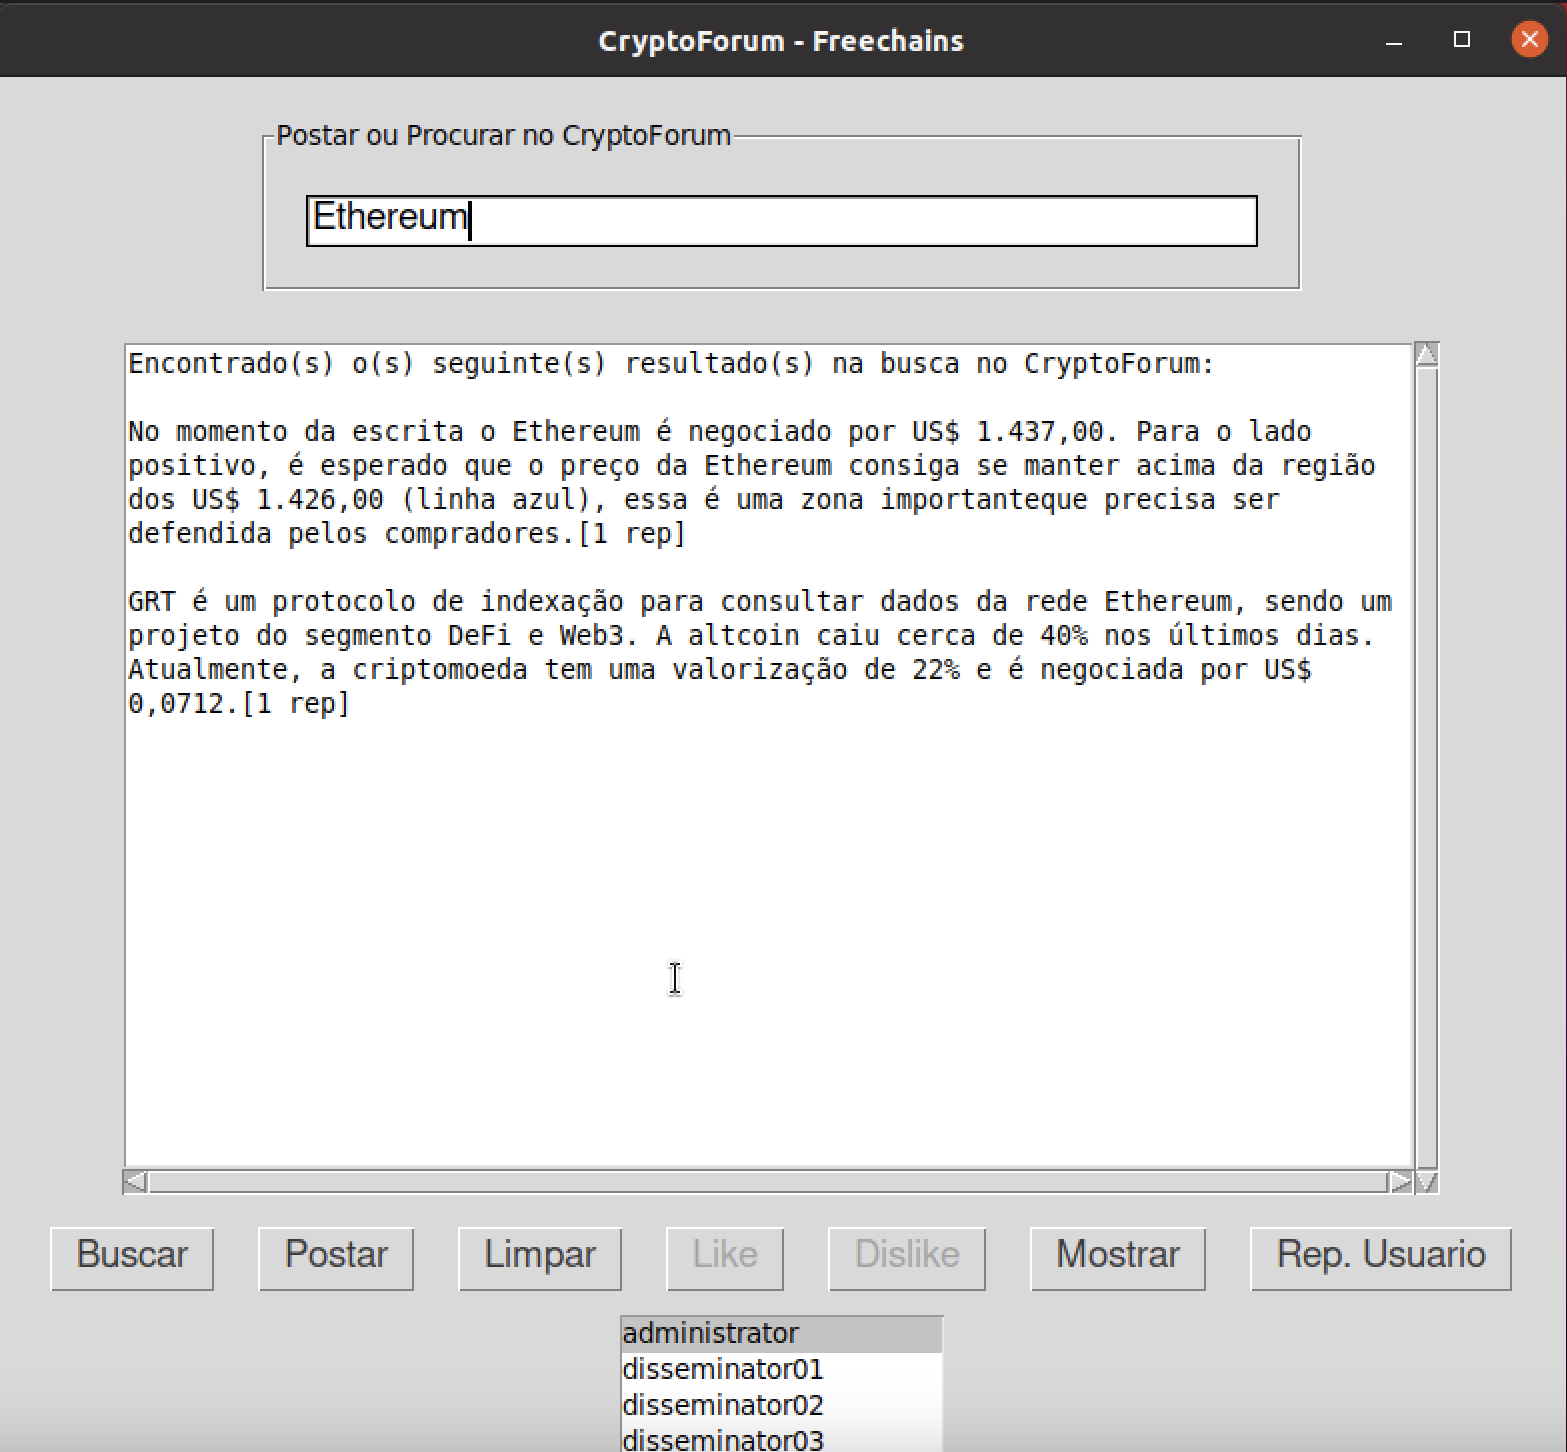 CryptoForum - Freechains
Postar ou Procurar no CryptoForum
Ethereum
Encontrado(s) o(s) seguinte(s) resultado(s) na busca no CryptoForum:
No momento da escrita o Ethereum é negociado por US$ 1.437,00. Para o lado
positivo, é esperado que o preço da Ethereum consiga se manter acima da região
dos US$ 1.426,00 (linha azul), essa é uma zona importanteque precisa ser
defendida pelos compradores.[1 rep]
GRT é um protocolo de indexação para consultar dados da rede Ethereum, sendo um
projeto do segmento DeFi e Web3. A altcoin caiu cerca de 40% nos últimos dias.
Atualmente, a criptomoeda tem uma valorização de 22% e é negociada por US$
0,0712.[1 rep]
Buscar Postar Limpar Like Dislike Mostrar Rep. Usuario
administrator
disseminator01
disseminator02
disseminator03